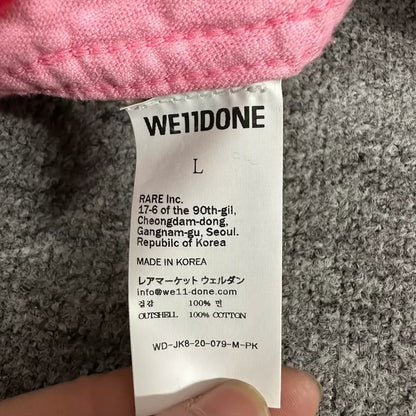 WE11DONE
L
RARE Inc.
17-6 of the 90th-gil,
Cheongdam-dong,
Gangnam-gu, Seoul.
Republic of Korea
MADE IN KOREA
レアマーケット ウェルダン
info@we11-done.com
겉감 100% 면
OUTSHELL 100% COTTON
WD-JK8-20-079-M-PK